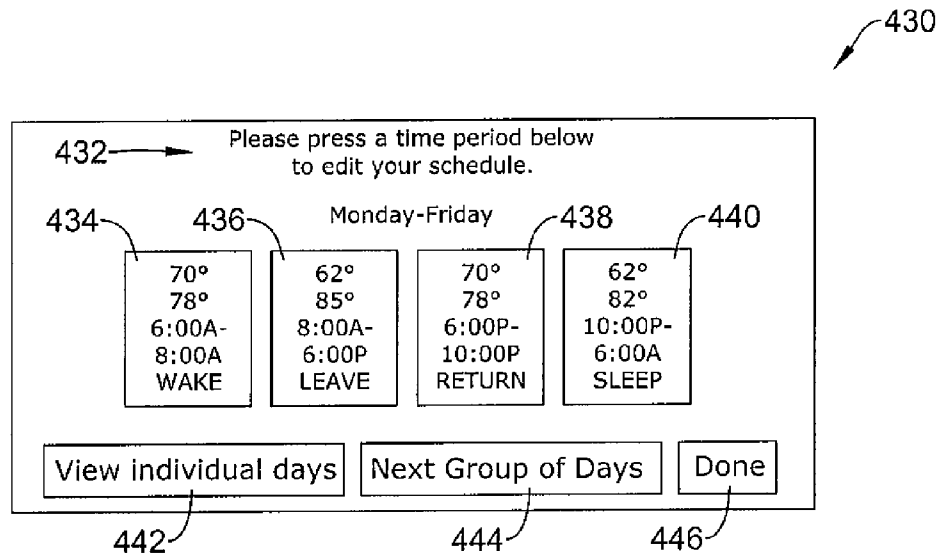 430
432
Please press a time period below
to edit your schedule.
Monday-Friday
434
436
438
440
70°
78°
6:00A-
8:00A
WAKE
62°
85°
8:00A-
6:00P
LEAVE
70°
78°
6:00P-
10:00P
RETURN
62°
82°
10:00P-
6:00A
SLEEP
View individual days
Next Group of Days
Done
442
444
446